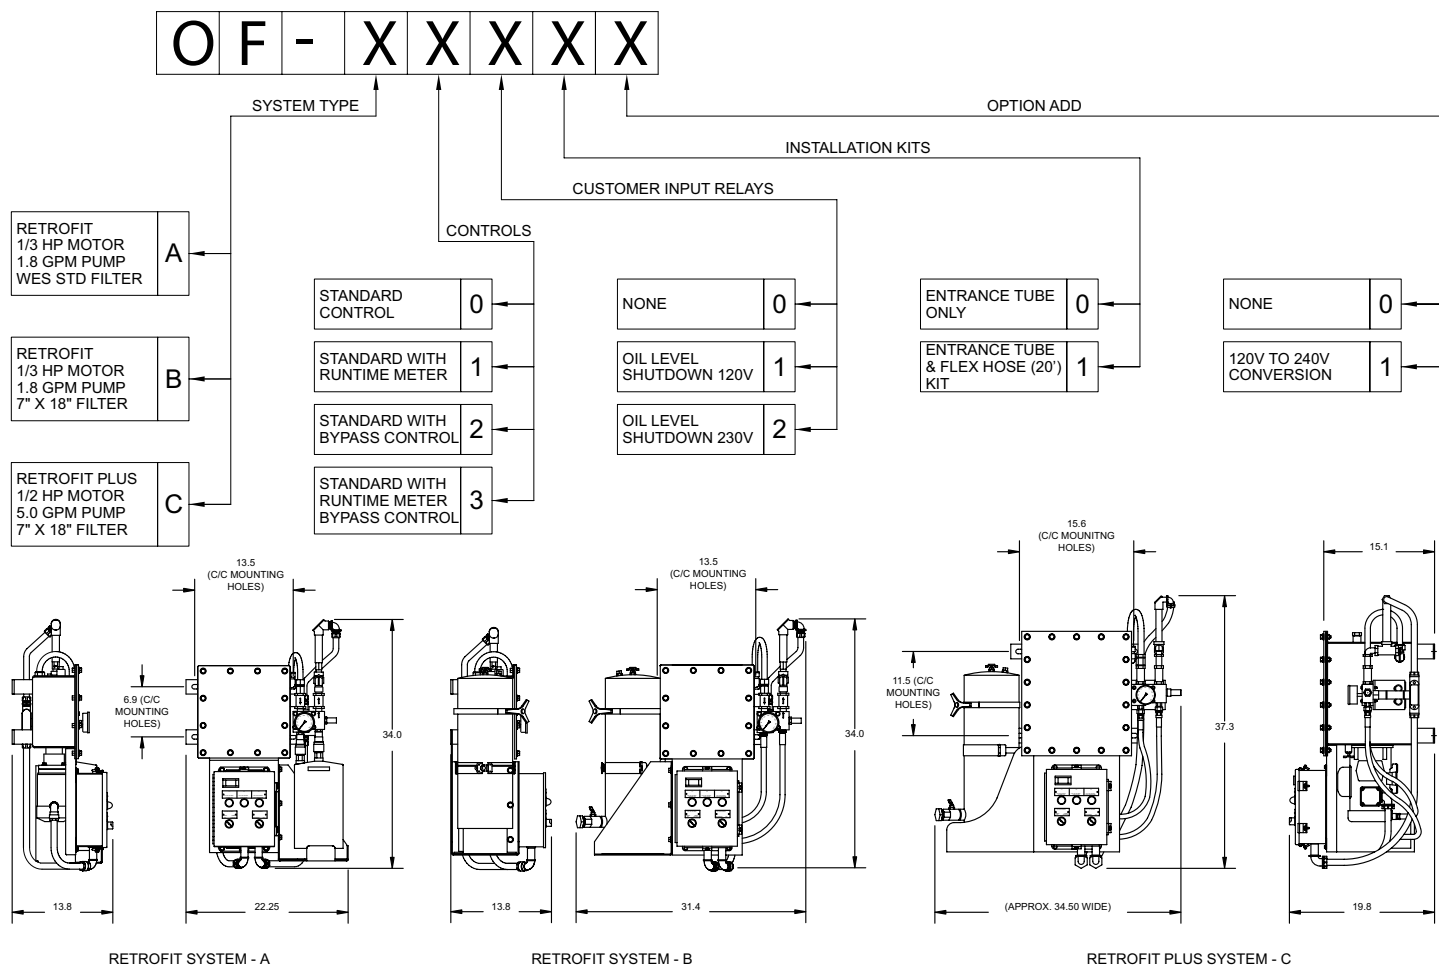 OF-XXXXX
SYSTEM TYPE
OPTION ADD
INSTALLATION KITS
CUSTOMER INPUT RELAYS
CONTROLS
RETROFIT
1/3 HP MOTOR
1.8 GPM PUMP
WES STD FILTER
A
RETROFIT
1/3 HP MOTOR
1.8 GPM PUMP
7" X 18" FILTER
B
RETROFIT PLUS
1/2 HP MOTOR
5.0 GPM PUMP
7" X 18" FILTER
C
STANDARD
CONTROL
0
STANDARD WITH
RUNTIME METER
1
STANDARD WITH
BYPASS CONTROL
2
STANDARD WITH
RUNTIME METER
BYPASS CONTROL
3
NONE
0
OIL LEVEL
SHUTDOWN 120V
1
OIL LEVEL
SHUTDOWN 230V
2
ENTRANCE TUBE
ONLY
0
ENTRANCE TUBE
& FLEX HOSE (20')
KIT
1
NONE
0
120V TO 240V
CONVERSION
1
13.5
(C/C MOUNTING
HOLES)
6.9 (C/C
MOUNTING
HOLES)
34.0
13.8
22.25
RETROFIT SYSTEM - A
13.5
(C/C MOUNTING
HOLES)
34.0
13.8
31.4
RETROFIT SYSTEM - B
15.6
(C/C MOUNITNG
HOLES)
15.1
11.5 (C/C
MOUNTING
HOLES)
37.3
(APPROX. 34.50 WIDE)
19.8
RETROFIT PLUS SYSTEM - C